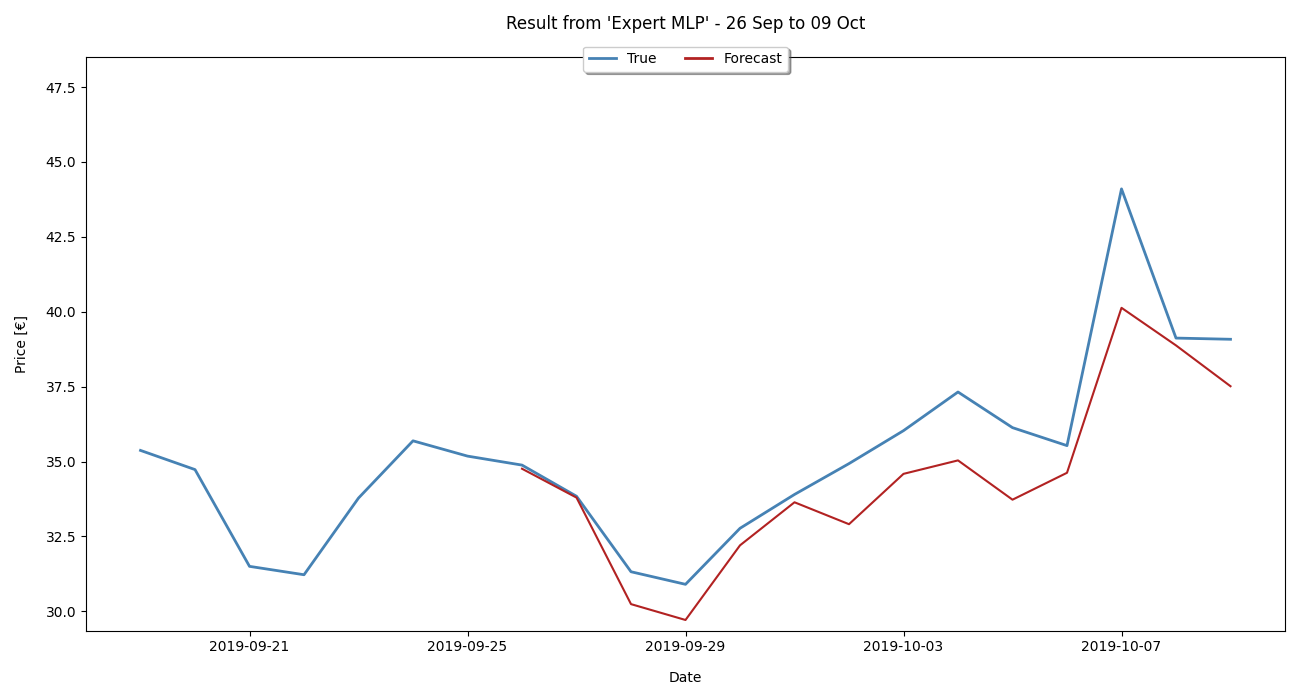 Result from 'Expert MLP' - 26 Sep to 09 Oct
True Forecast
47.5
45.0
42.5
40.0
37.5
35.0
32.5
30.0
Price [€]
2019-09-21 2019-09-25 2019-09-29 2019-10-03 2019-10-07
Date